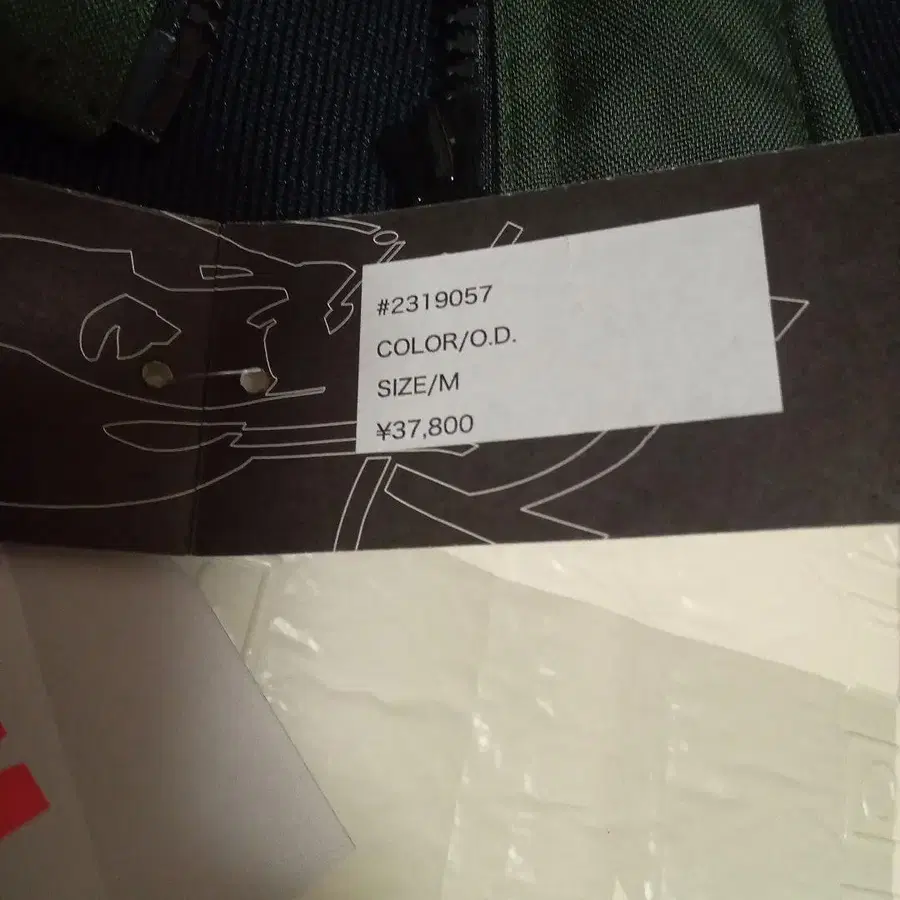 #2319057
COLOR/O.D.
SIZE/M
¥37,800